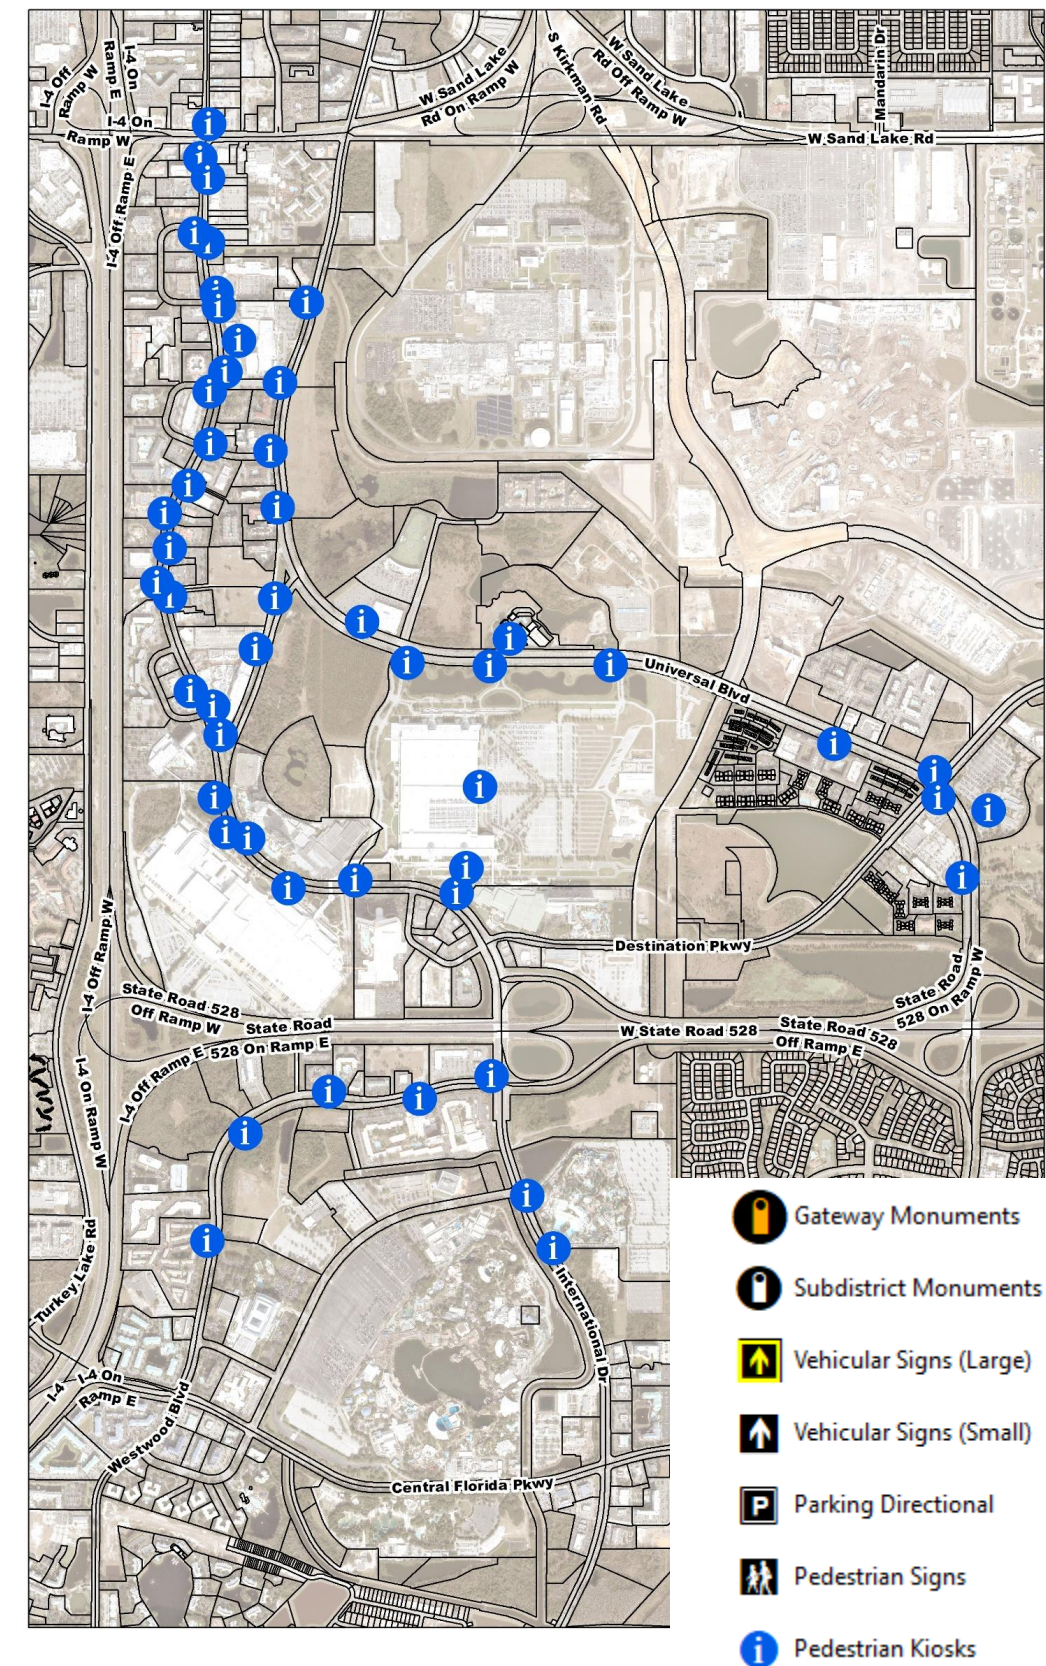 I-4 Off
Ramp W
I-4 On
Ramp E
I-4 On
Ramp W
I-4 Off Ramp E
W Sand Lake
Rd On Ramp W
S Kirkman Rd
W Sand Lake
Rd Off Ramp W
Mandarin Dr
W Sand Lake Rd
Universal Blvd
Destination Pkwy
I-4 Off Ramp W
State Road 528
Off Ramp W
State Road
528 On Ramp E
W State Road 528
State Road 528
Off Ramp E
State Road
528 On Ramp W
I-4 Off Ramp E
I-4 On Ramp W
Turkey Lake Rd
International Dr
I-4
I-4 On
Ramp E
Westwood Blvd
Central Florida Pkwy
Gateway Monuments
Subdistrict Monuments
Vehicular Signs (Large)
Vehicular Signs (Small)
P Parking Directional
Pedestrian Signs
i Pedestrian Kiosks